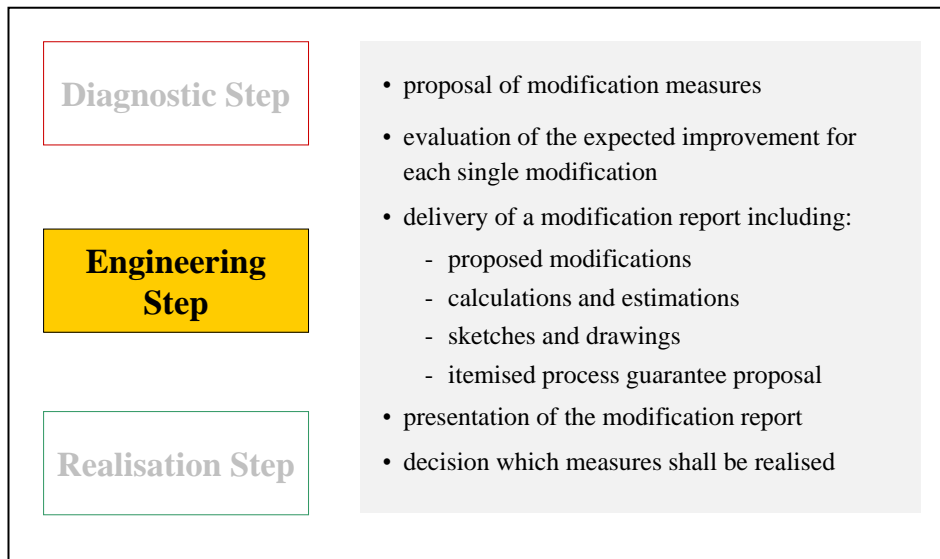 Diagnostic Step
Engineering
Step
Realisation Step
• proposal of modification measures
• evaluation of the expected improvement for
each single modification
• delivery of a modification report including:
- proposed modifications
- calculations and estimations
- sketches and drawings
- itemised process guarantee proposal
• presentation of the modification report
• decision which measures shall be realised